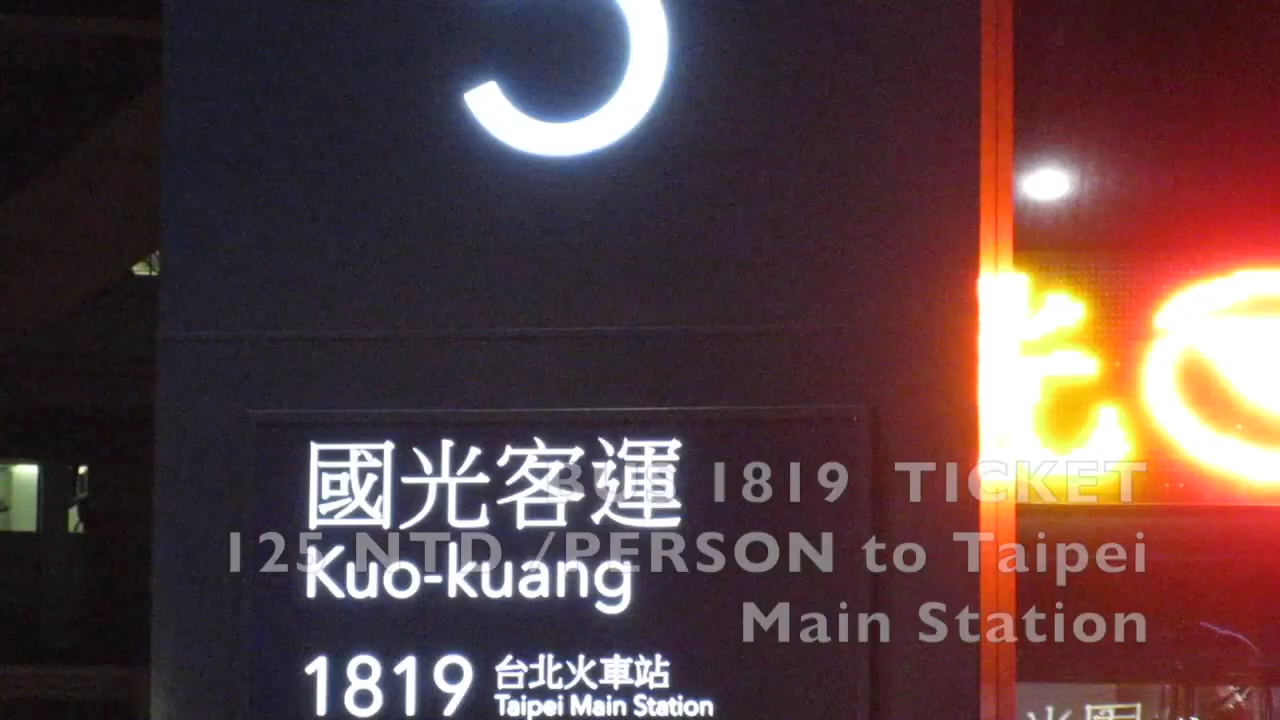 國光客運
Kuo-kuang
1819 台北火車站
Taipei Main Station
BUS 1819 TICKET
125 NTD /PERSON to Taipei
Main Station
光